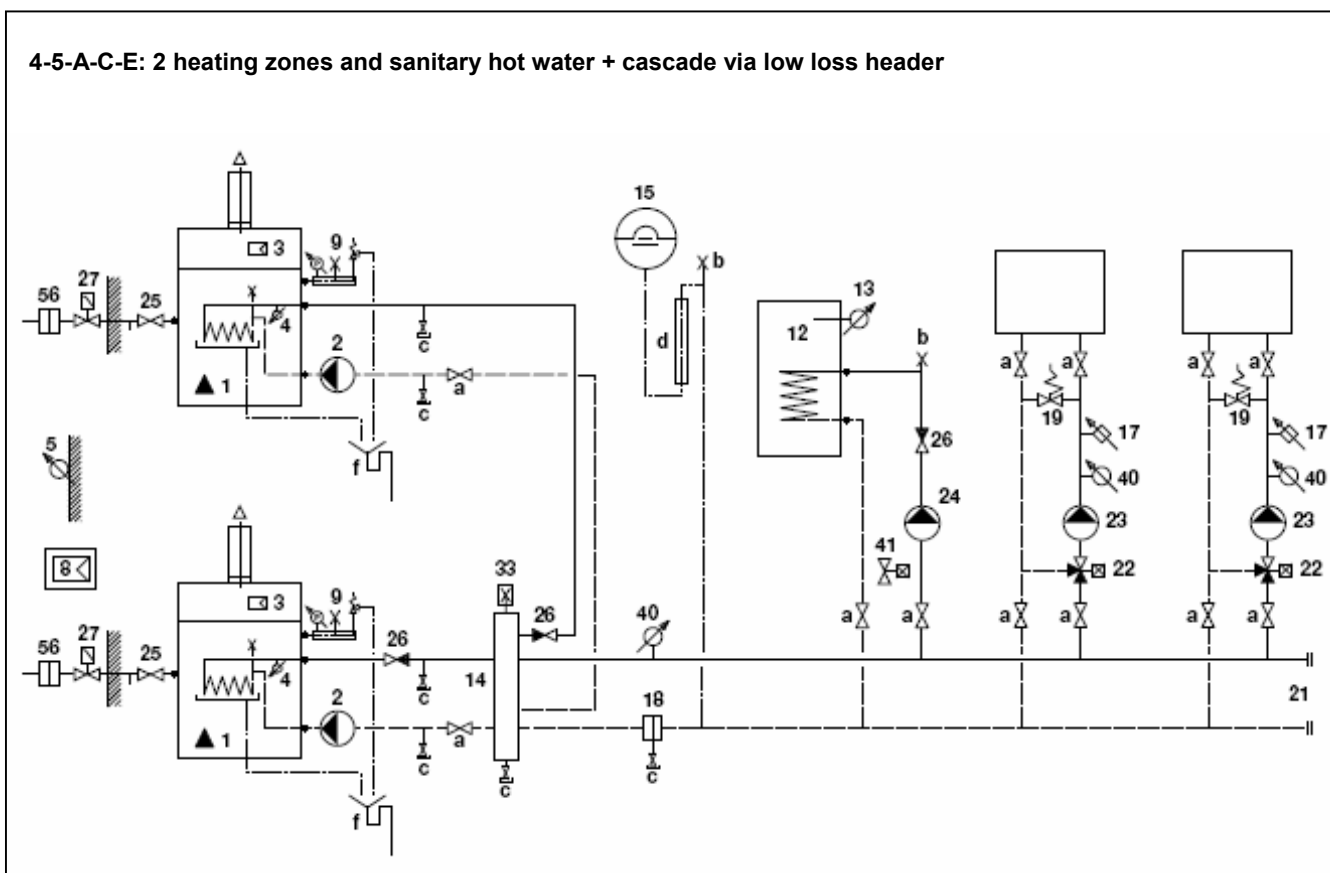 4-5-A-C-E: 2 heating zones and sanitary hot water + cascade via low loss header
15
9
3
b
27
56
25
13
12
4
2
d
b
a
a
a
a
c
19
19
1
a
c
26
17
17
5
f
40
40
24
23
23
8
41
33
22
22
3
9
26
a
a
a
a
27
56
25
26
40
4
14
c
18
21
2
1
a
c
c
c
f